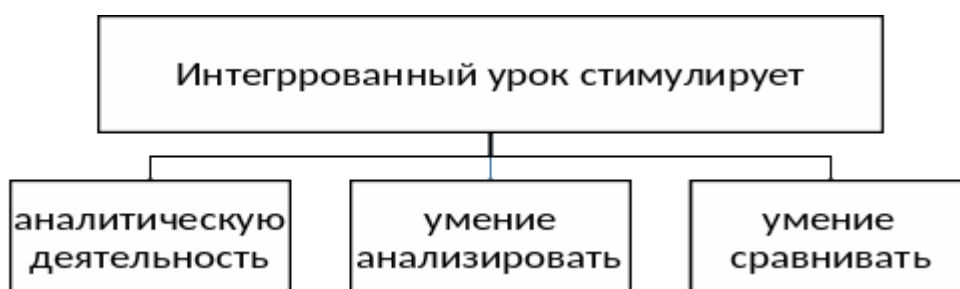 Интегррованный урок стимулирует
аналитическую
деятельность
умение
анализировать
умение
сравнивать